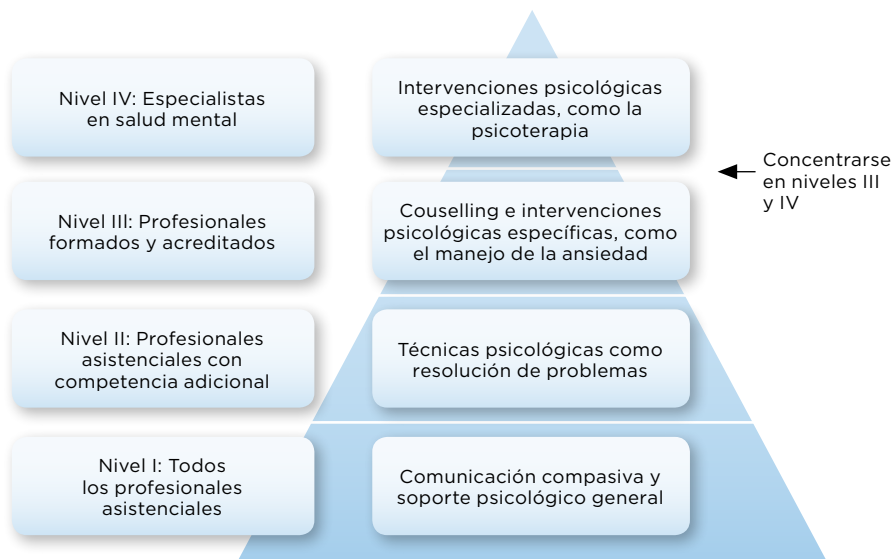 Nivel IV: Especialistas
en salud mental
Intervenciones psicológicas
especializadas, como la
psicoterapia
Concentrarse
en niveles III
y IV
Nivel III: Profesionales
formados y acreditados
Couselling e intervenciones
psicológicas específicas, como
el manejo de la ansiedad
Nivel II: Profesionales
asistenciales con
competencia adicional
Técnicas psicológicas como
resolución de problemas
Nivel I: Todos
los profesionales
asistenciales
Comunicación compasiva y
soporte psicológico general